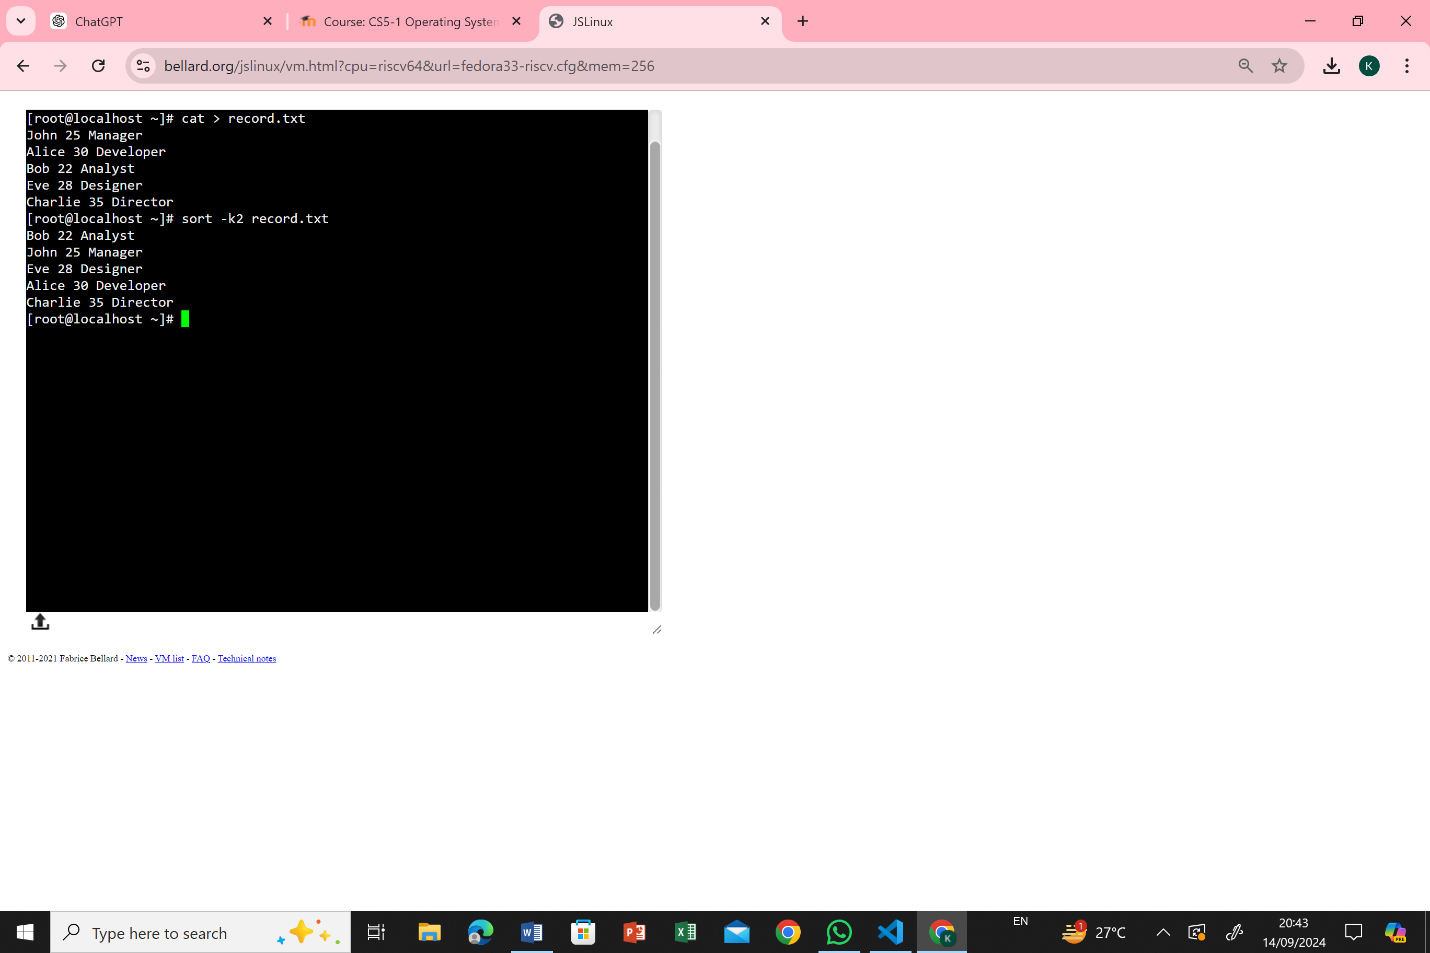 ChatGPT
Course: CS5-1 Operating System
JSLinux
bellard.org/jslinux/vm.html?cpu=riscv64&url=fedora33-riscv.cfg&mem=256
K
[root@localhost ~]# cat > record.txt
John 25 Manager
Alice 30 Developer
Bob 22 Analyst
Eve 28 Designer
Charlie 35 Director
[root@localhost ~]# sort -k2 record.txt
Bob 22 Analyst
John 25 Manager
Eve 28 Designer
Alice 30 Developer
Charlie 35 Director
[root@localhost ~]#
© 2011-2021 Fabrice Bellard - News - VM list - FAQ - Technical notes
Type here to search
K
1
27°C
EN
20:43
14/09/2024
PRE